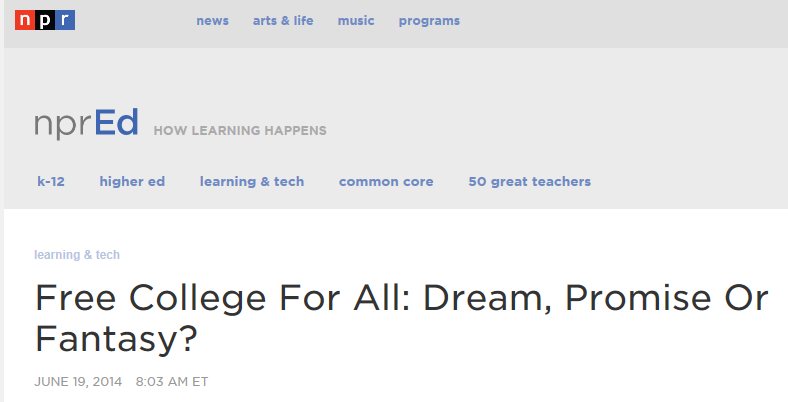 npr news arts & life music programs
nprEd HOW LEARNING HAPPENS
k-12 higher ed learning & tech common core 50 great teachers
learning & tech
Free College For All: Dream, Promise Or
Fantasy?
JUNE 19, 2014 8:03 AM ET